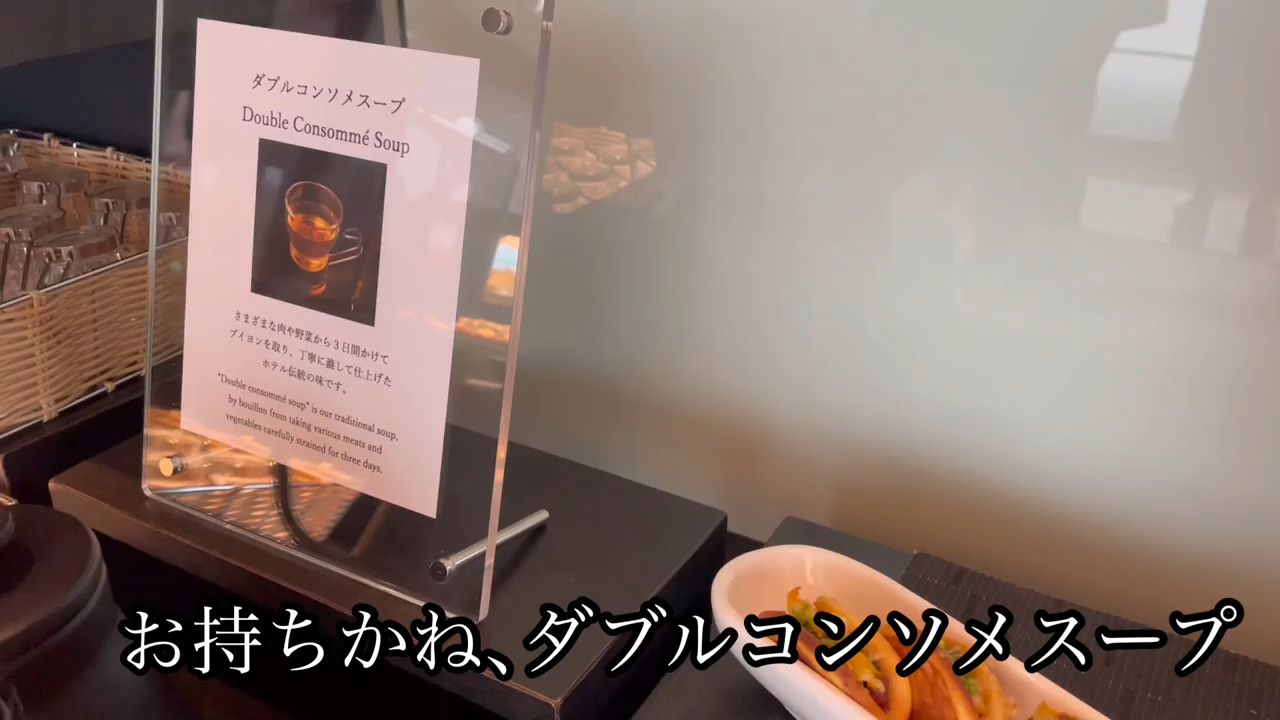 ダブルコンソメスープ
Double Consommé Soup
さまざまな肉や野菜から3日間かけて
ブイヨンを取り、丁寧に漉して仕上げた
ホテル伝統の味です。
"Double consommé soup" is our traditional soup,
by bouillon from taking various meats and
vegetables carefully strained for three days.
お持ちかね、ダブルコンソメスープ